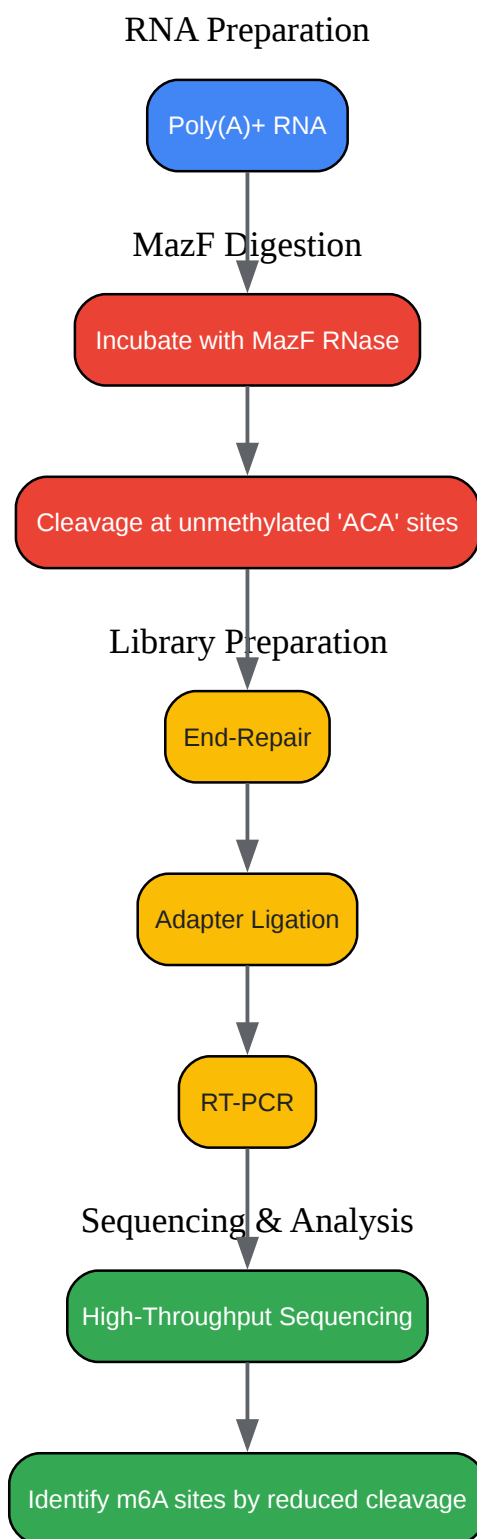 RNA Preparation
Poly(A)+ RNA
MazF Digestion
Incubate with MazF RNase
Cleavage at unmethylated 'ACA' sites
Library Preparation
End-Repair
Adapter Ligation
RT-PCR
Sequencing & Analysis
High-Throughput Sequencing
Identify m6A sites by reduced cleavage